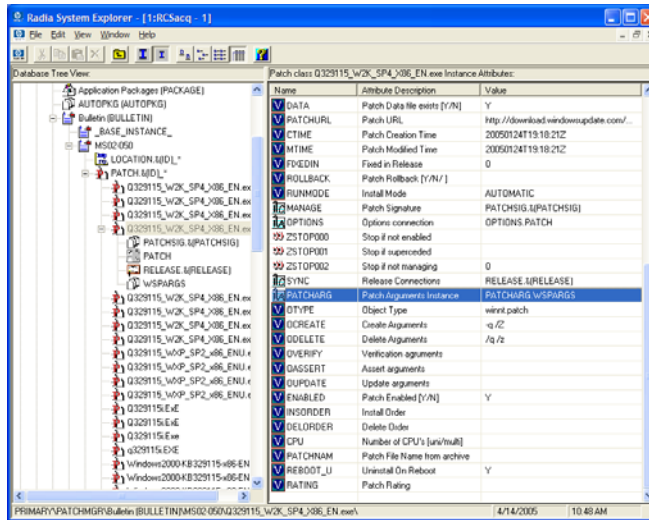 Radia System Explorer - [1:RCSacq - 1]
File Edit View Window Help
Database Tree View:
Application Packages (PACKAGE)
AUTOPKG (AUTOPKG)
Bulletin (BULLETIN)
_BASE_INSTANCE_
MS02-050
LOCATION.&(ID)_*
PATCH.&(ID)_*
Q329115_W2K_SP4_X86_EN.ex
Q329115_W2K_SP4_X86_EN.ex
Q329115_W2K_SP4_X86_EN.ex
PATCHSIG.&(PATCHSIG)
PATCH
RELEASE.&(RELEASE)
WSPARGS
Q329115_W2K_SP4_X86_EN.ex
Q329115_W2K_SP4_X86_EN.ex
Q329115_W2K_SP4_X86_EN.ex
Q329115_WXP_SP2_x86_ENU.e
Q329115_WXP_SP2_x86_ENU.e
Q329115_WXP_SP2_x86_ENU.e
Q329115_WXP_SP2_x86_ENU.e
Q329115i.ExE
Q329115i.ExE
Q329115i.Exe
q329115i.EXE
Windows2000-KB329115-x86-EN
Windows2000-KB329115-x86-EN
Patch class Q329115_W2K_SP4_X86_EN.exe Instance Attributes:
Name Attribute Description Value
DATA Patch Data file exists [Y/N] Y
PATCHURL Patch URL http://download.windowsupdate.com/...
CTIME Patch Creation Time 20050124T19:18:21Z
MTIME Patch Modified Time 20050124T19:18:21Z
FIXEDIN Fixed in Release 0
ROLLBACK Patch Rollback [Y/N/ ]
RUNMODE Install Mode AUTOMATIC
MANAGE Patch Signature PATCHSIG.&(PATCHSIG)
OPTIONS Options connection OPTIONS.PATCH
ZSTOP000 Stop if not enabled
ZSTOP001 Stop if superceded
ZSTOP002 Stop if not managing 0
SYNC Release Connections RELEASE.&(RELEASE)
PATCHARG Patch Arguments Instance PATCHARG.WSPARGS
OTYPE Object Type winnt.patch
OCREATE Create Arguments -q /Z
ODELETE Delete Arguments /q /z
OVERIFY Verification agruments
OASSERT Assert arguments
OUPDATE Update arguments
ENABLED Patch Enabled [Y/N] Y
INSORDER Install Order
DELORDER Delete Order
CPU Number of CPU's [uni/multi]
PATCHNAM Patch File Name from archive
REBOOT_U Uninstall On Reboot Y
RATING Patch Rating
PRIMARY\PATCHMGR\Bulletin (BULLETIN)\MS02-050\Q329115_W2K_SP4_X86_EN.exe\ 4/14/2005 10:48 AM